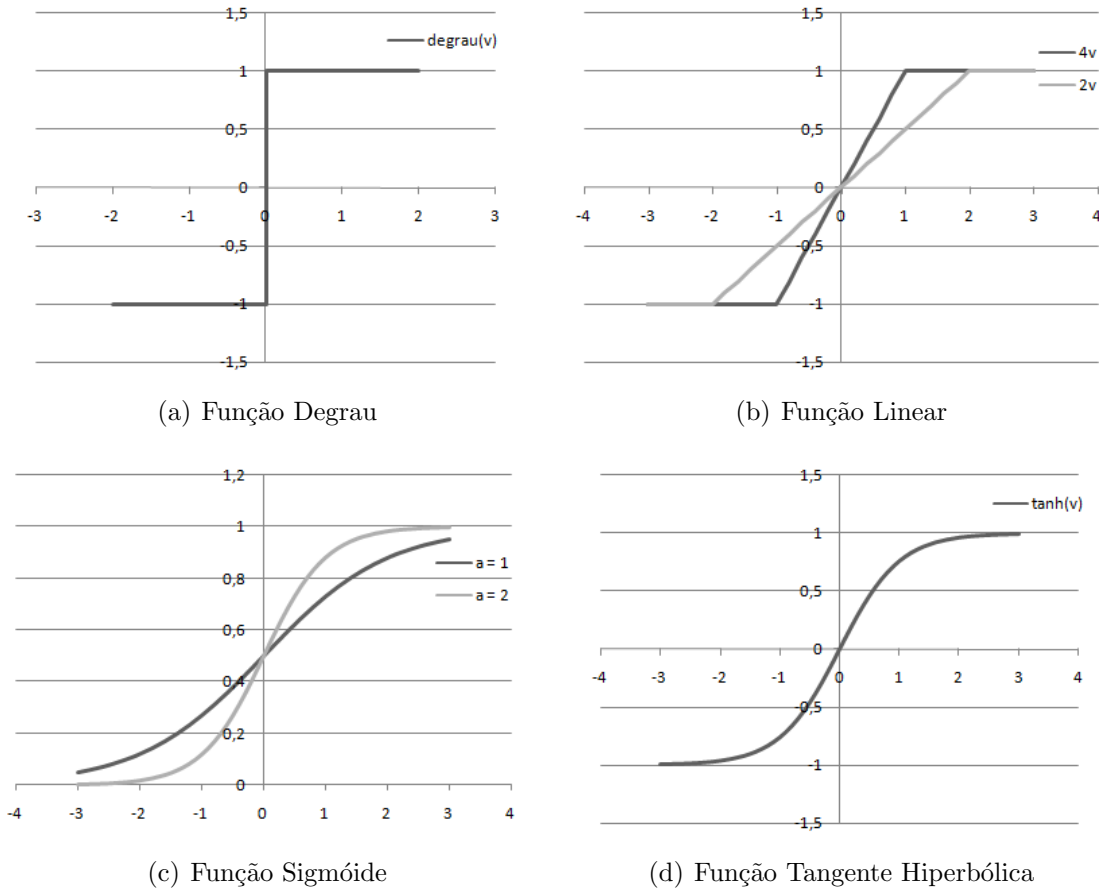 1,5
degrau(v)
1
0,5
0
-3 -2 -1 0 1 2 3
-0,5
-1
-1,5
(a) Função Degrau
1,5
4v
2v
1
0,5
0
-4 -3 -2 -1 0 1 2 3 4
-0,5
-1
-1,5
(b) Função Linear
1,2
1
a = 1
0,8
a = 2
0,6
0,4
0,2
0
-4 -3 -2 -1 0 1 2 3 4
(c) Função Sigmóide
1,5
tanh(v)
1
0,5
0
-4 -3 -2 -1 0 1 2 3 4
-0,5
-1
-1,5
(d) Função Tangente Hiperbólica